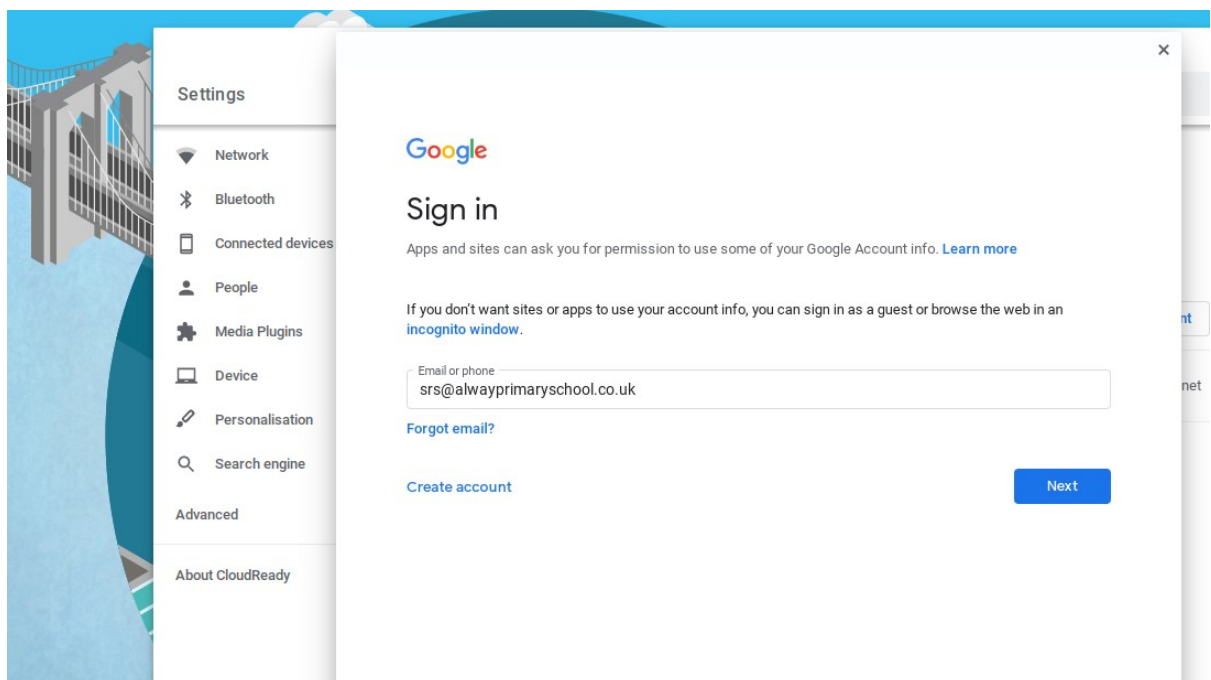 Settings
Network
Bluetooth
Connected devices
People
Media Plugins
Device
Personalisation
Search engine
Advanced
About CloudReady
Google
Sign in
Apps and sites can ask you for permission to use some of your Google Account info. Learn more
If you don't want sites or apps to use your account info, you can sign in as a guest or browse the web in an
incognito window.
Email or phone
srs@alwayprimaryschool.co.uk
Forgot email?
Create account
Next
nt
net